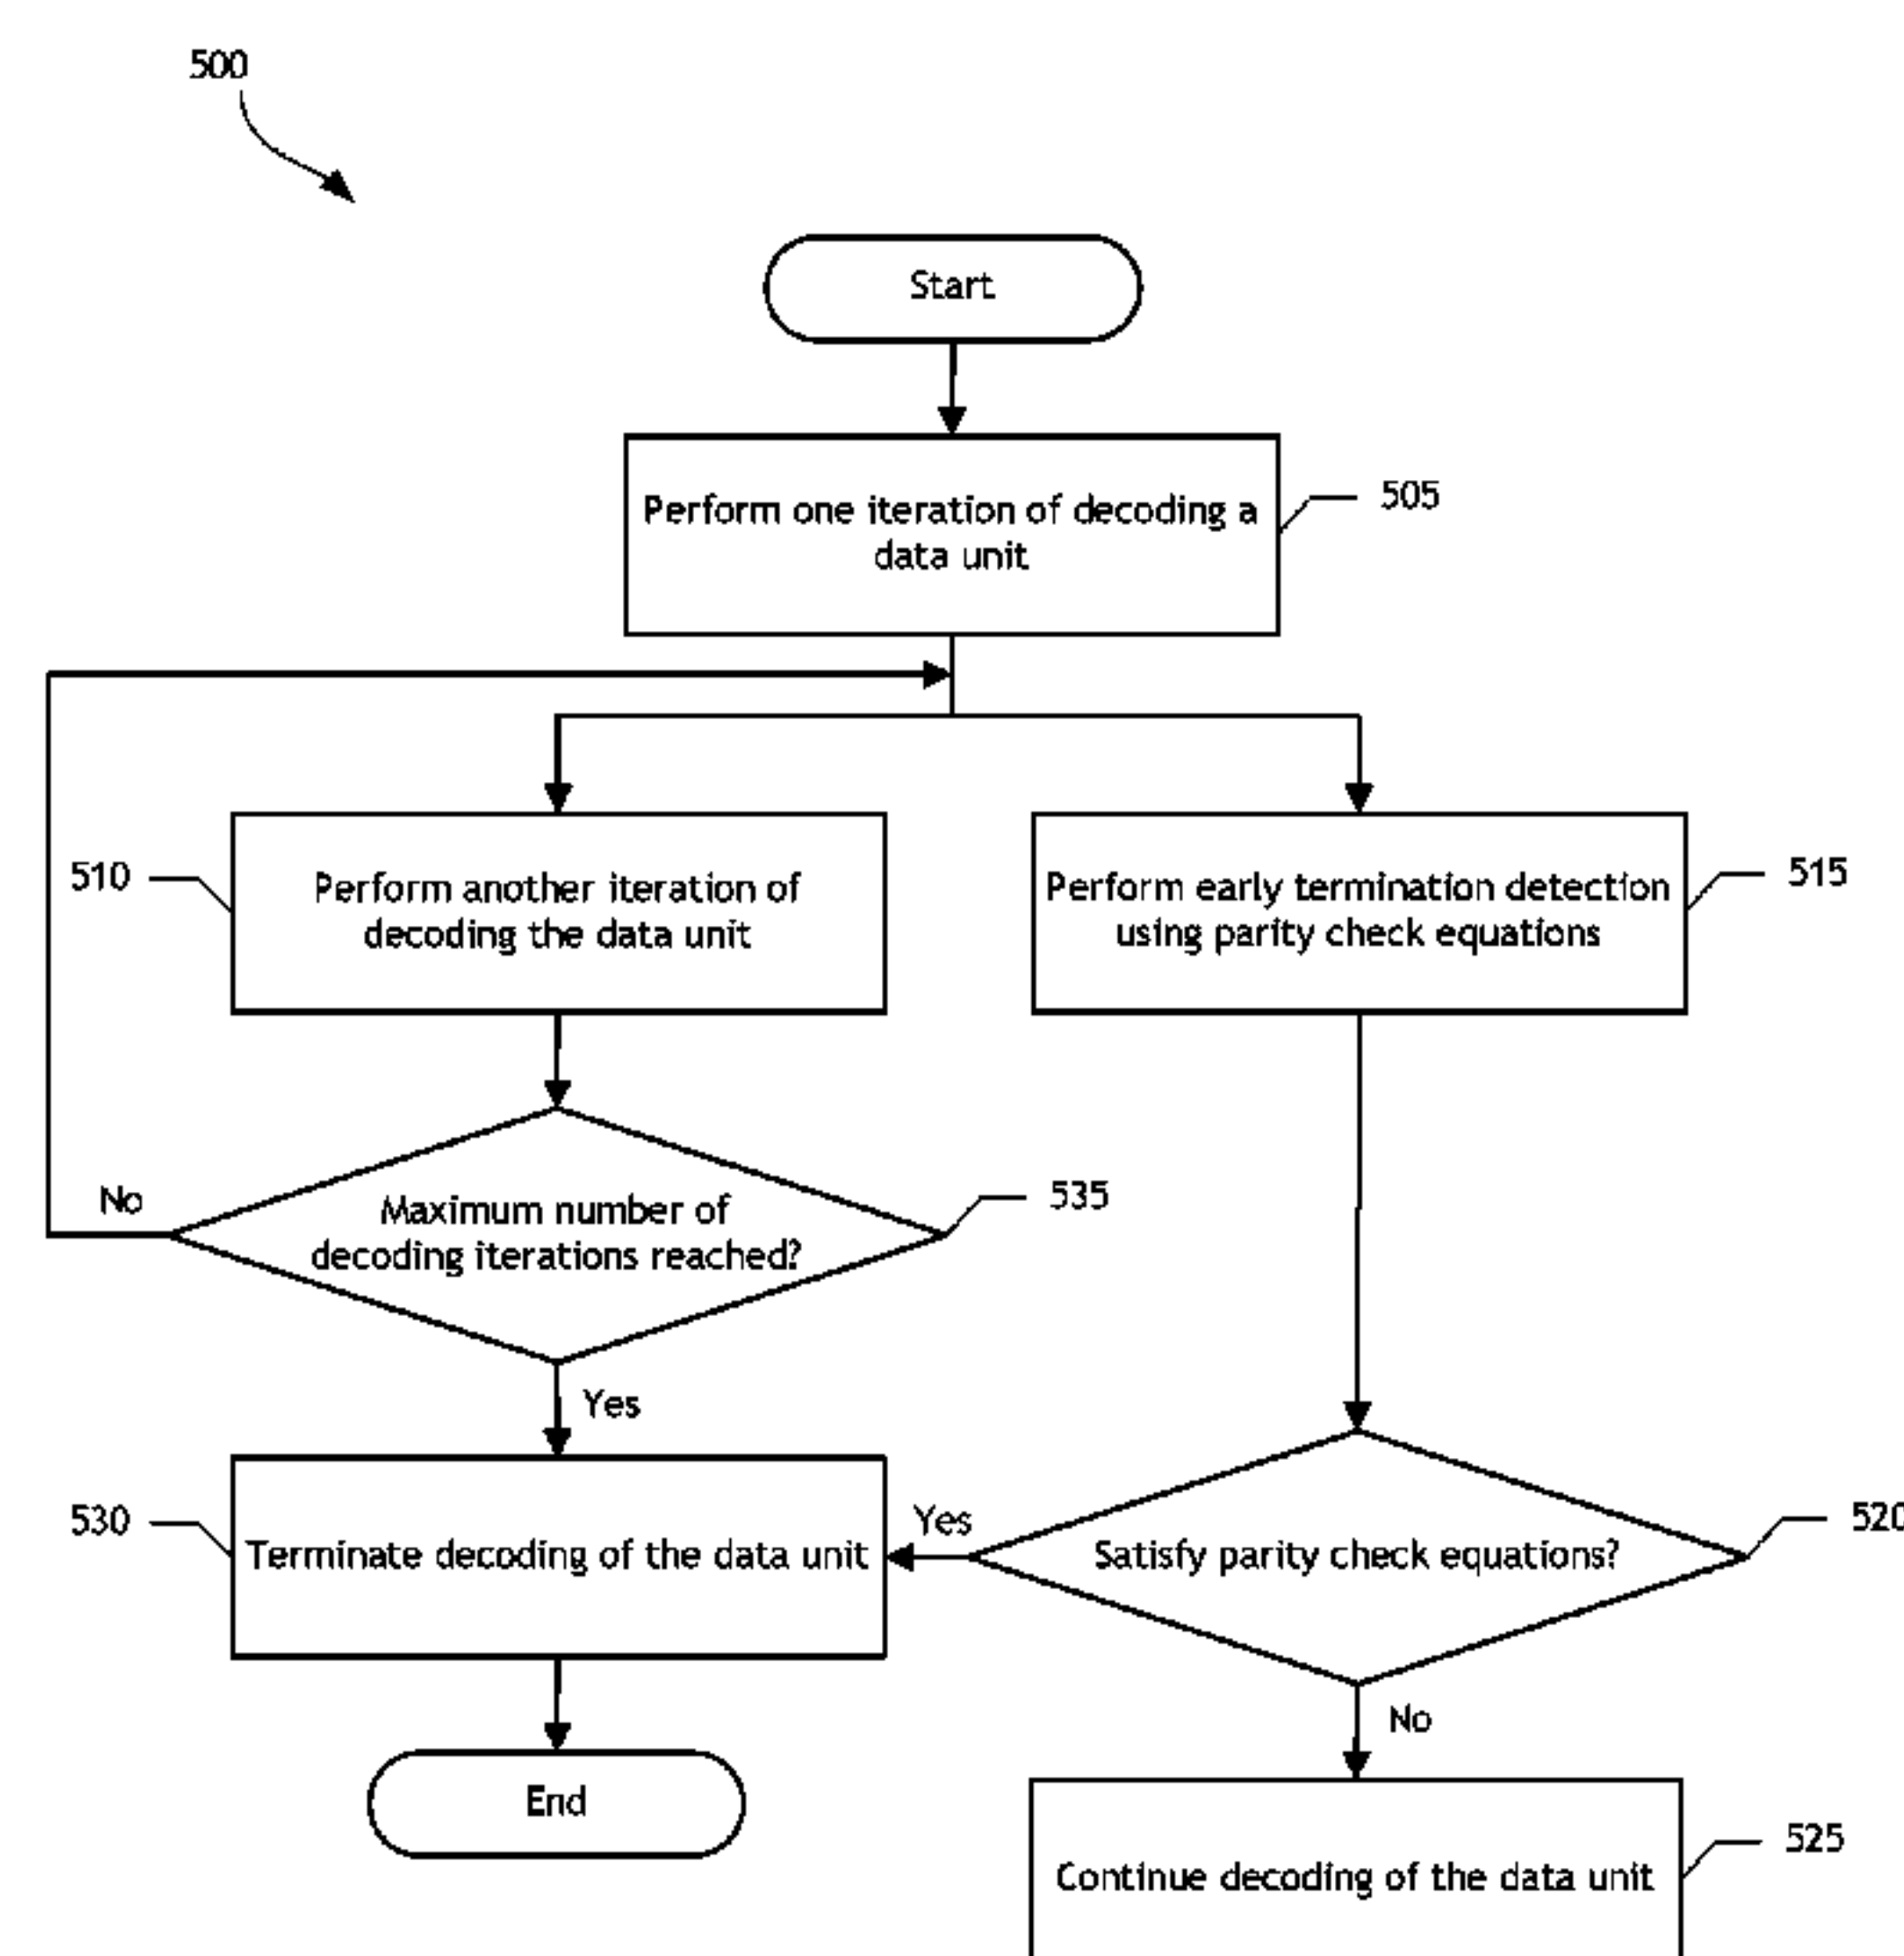 500
Start
Perform one iteration of decoding a
data unit
505
510
Perform another iteration of
decoding the data unit
Perform early termination detection
using parity check equations
515
No
Maximum number of
decoding iterations reached?
535
Yes
530
Terminate decoding of the data unit
Yes
Satisfy parity check equations?
520
No
End
525
Continue decoding of the data unit